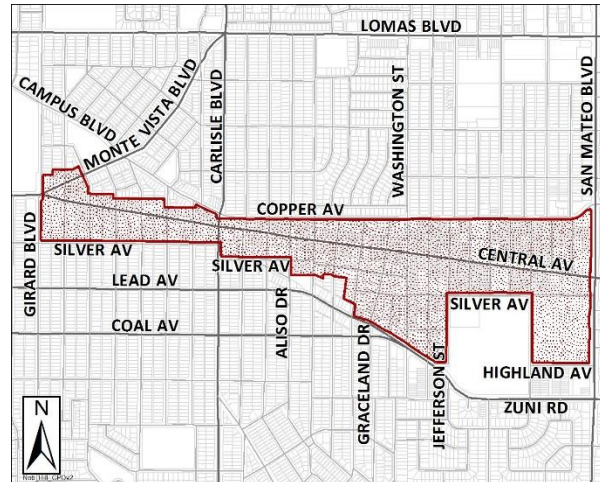 LOMAS BLVD
CAMPUS BLVD
MONTE VISTA BLVD
CARLISLE BLVD
WASHINGTON ST
SAN MATEO BLVD
COPPER AV
GIRARD BLVD
SILVER AV
SILVER AV
CENTRAL AV
LEAD AV
ALISO DR
SILVER AV
COAL AV
GRACELAND DR
JEFFERSON ST
HIGHLAND AV
ZUNI RD
N
Nob_Hill_CPOv2